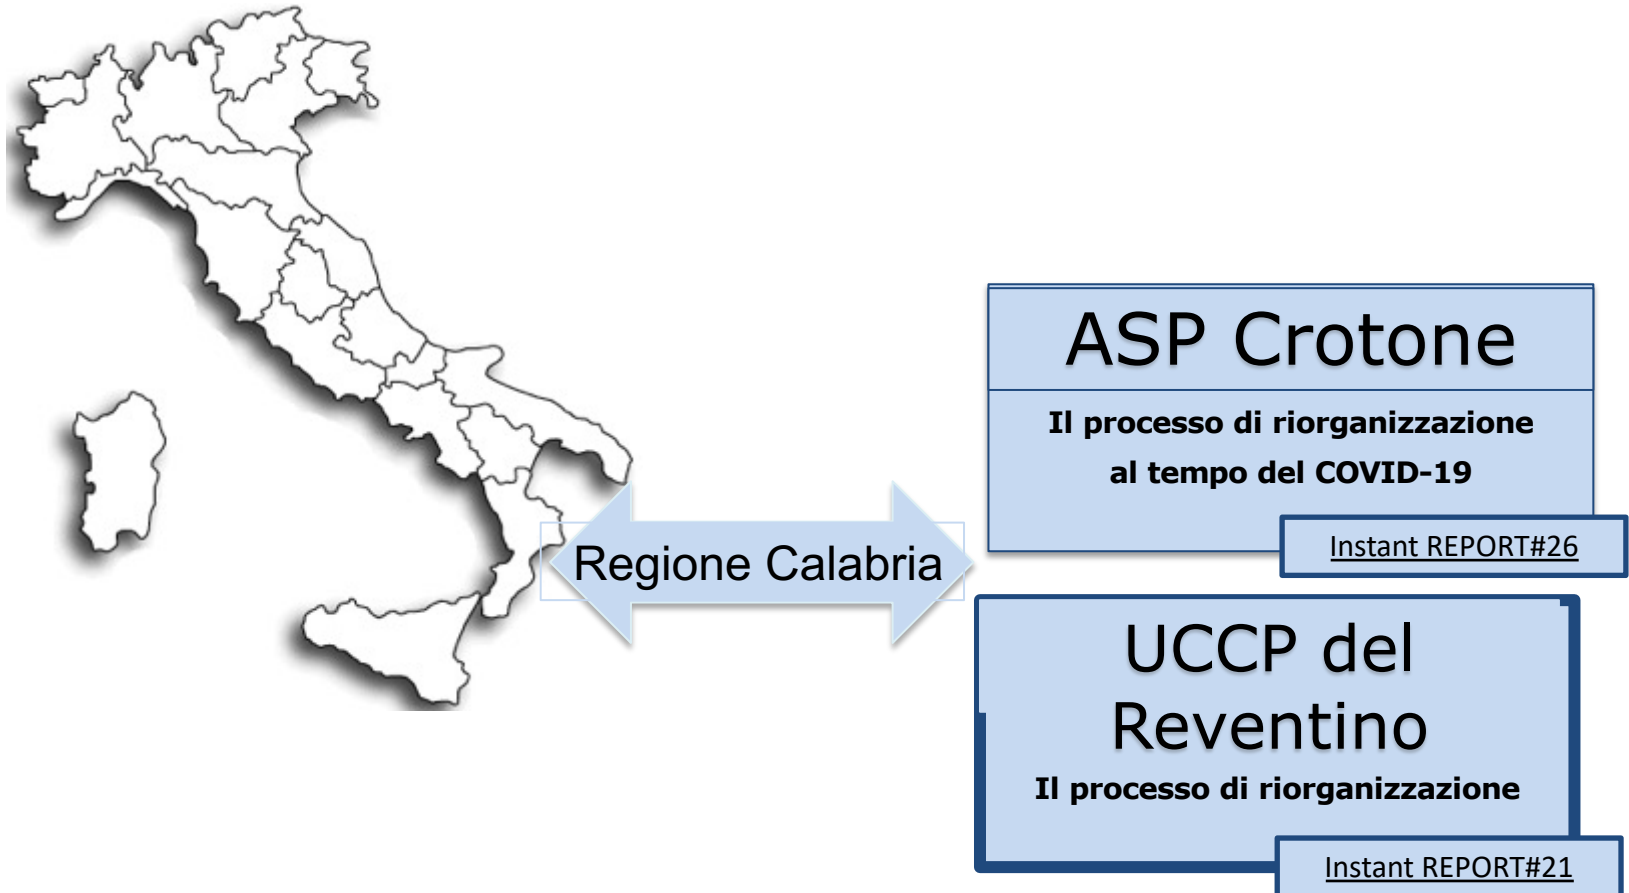 Regione Calabria
ASP Crotone
Il processo di riorganizzazione
al tempo del COVID-19
Instant REPORT#26
UCCP del
Reventino
Il processo di riorganizzazione
Instant REPORT#21